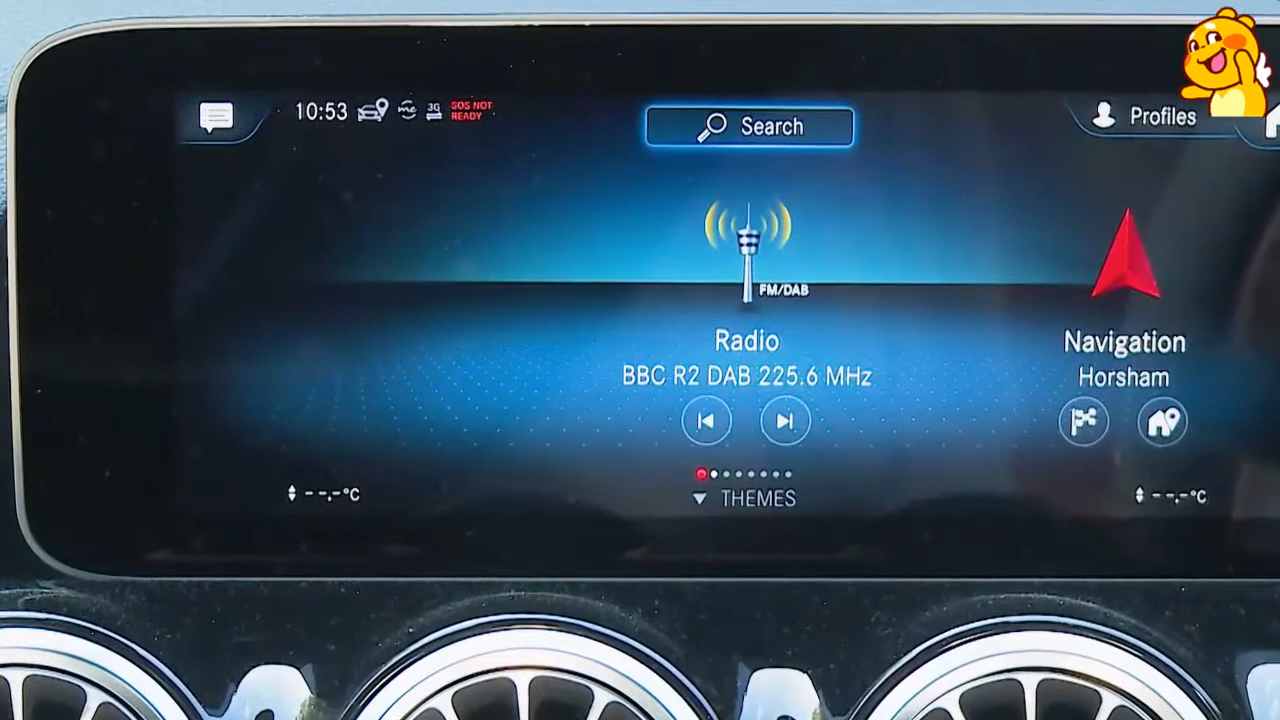 10:53
me
3G
SOS NOT
READY
Search
Profiles
FM/DAB
Radio
BBC R2 DAB 225.6 MHz
Navigation
Horsham
--,-°C
THEMES
--,-°C